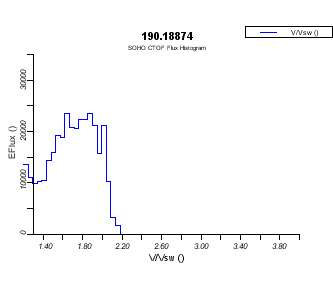 V/Vsw ()
190.18874
SOHO CTOF Flux Histogram
30000
20000
10000
0
EFlux ()
1.40 1.80 2.20 2.60 3.00 3.40 3.80
V/Vsw ()